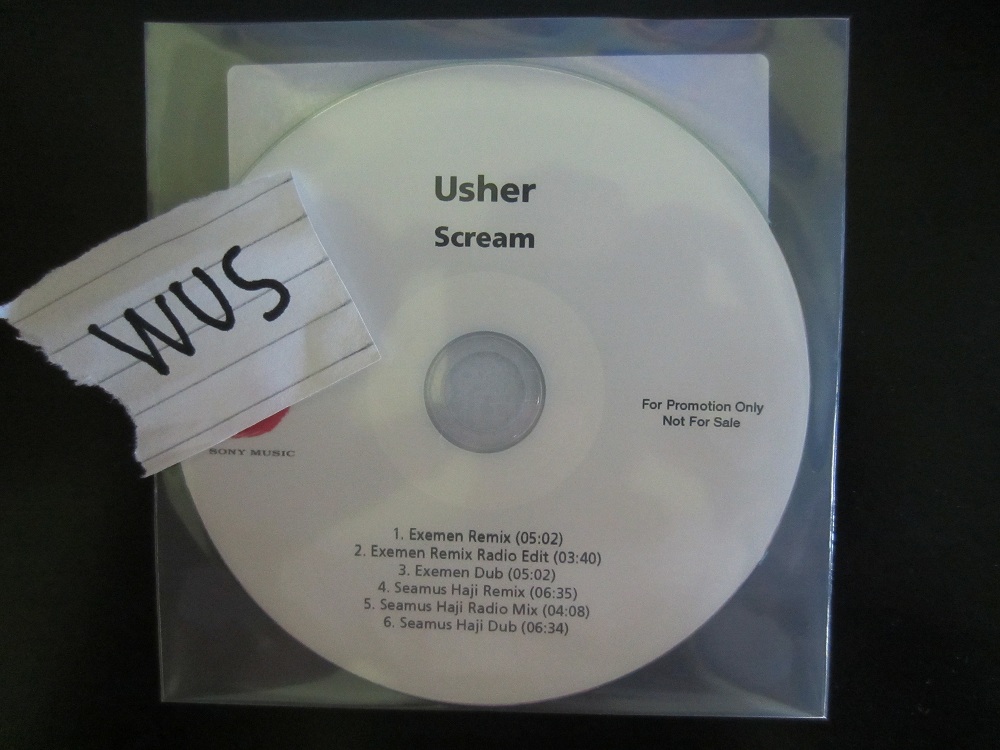 Usher
Scream
WUS
For Promotion Only
Not For Sale
SONY MUSIC
1. Exemen Remix (05:02)
2. Exemen Remix Radio Edit (03:40)
3. Exemen Dub (05:02)
4. Seamus Haji Remix (06:35)
5. Seamus Haji Radio Mix (04:08)
6. Seamus Haji Dub (06:34)